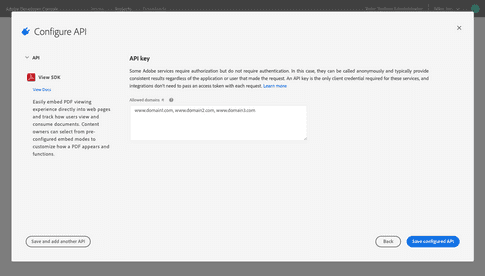 Adobe Developer Console
Configure API
API
View SDK
View Docs
Easily embed PDF viewing
experience directly into web pages
and track how users view and
consume documents. Content
owners can select from pre-
configured embed modes to
customize how a PDF appears and
functions.
API key
Some Adobe services require authorization but do not require authentication. In this case, they can be called anonymously and typically provide
consistent results regardless of the application or user that made the request. An API key is the only client credential required for these services, and
integrations don't need to pass an access token with each request. Learn more
Allowed domains
www.domain1.com, www.domain2.com, www.domain3.com
Save and add another API
Back
Save configured API